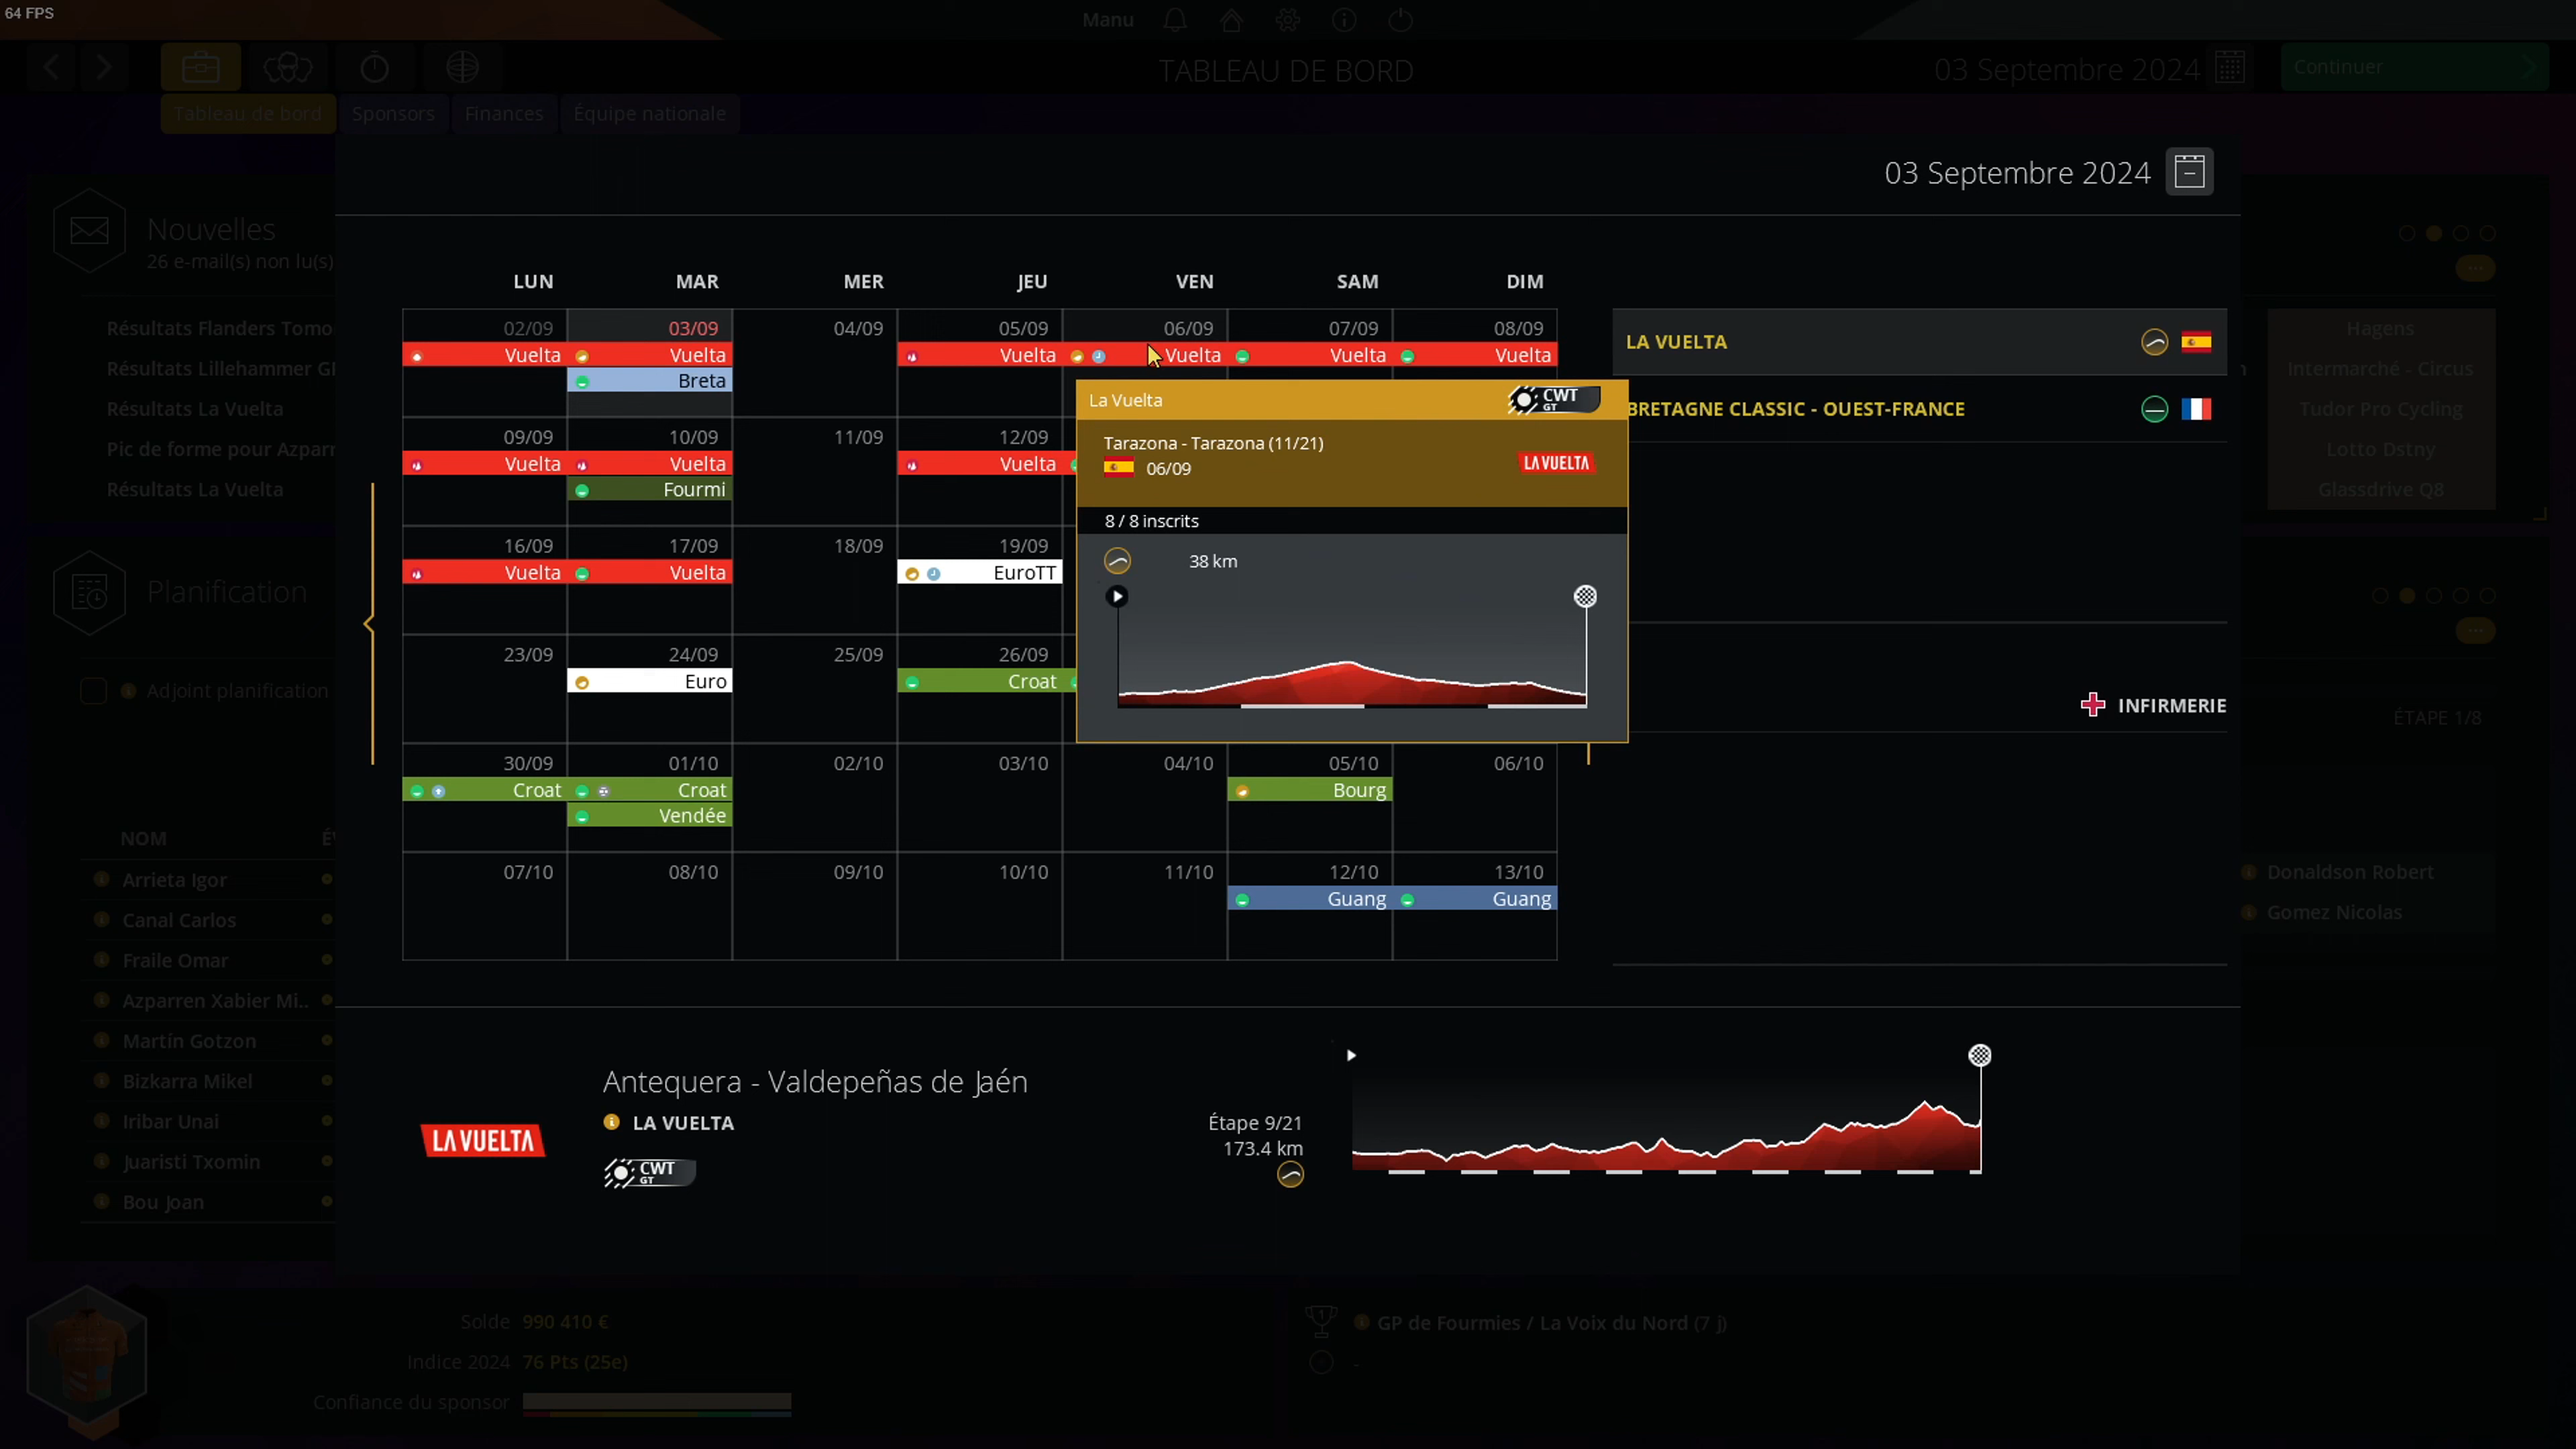 64 FPS
Manu
TABLEAU DE BORD
03 Septembre 2024
Continuer
Tableau de bord
Sponsors
Finances
Équipe nationale
03 Septembre 2024
Nouvelles
26 e-mail(s) non lu(s)
Résultats Flanders Tomo
Résultats Lillehammer G
Résultats La Vuelta
Pic de forme pour Azparr
Résultats La Vuelta
LUN MAR MER JEU VEN SAM DIM
02/09 03/09 04/09 05/09 06/09 07/09 08/09
Vuelta Vuelta Vuelta Vuelta Vuelta Vuelta
Breta
09/09 10/09 11/09 12/09
Vuelta Vuelta Vuelta
Fourmi
16/09 17/09 18/09 19/09
Vuelta Vuelta EuroTT
23/09 24/09 25/09 26/09
Euro Croat
30/09 01/10 02/10 03/10 04/10 05/10 06/10
Croat Croat Bourg
Vendée
07/10 08/10 09/10 10/10 11/10 12/10 13/10
Guang Guang
La Vuelta
CWT
GT
Tarazona - Tarazona (11/21)
06/09
LA VUELTA
8 / 8 inscrits
38 km
LA VUELTA
BRETAGNE CLASSIC - OUEST-FRANCE
INFIRMERIE
Hagens
Intermarché - Circus
Tudor Pro Cycling
Lotto Dstny
Glassdrive Q8
Planification
Adjoint planification
ÉTAPE 1/8
NOM
Arrieta Igor
Canal Carlos
Fraile Omar
Azparren Xabier Mi..
Martín Gotzon
Bizkarra Mikel
Iribar Unai
Juaristi Txomin
Bou Joan
Donaldson Robert
Gomez Nicolas
Antequera - Valdepeñas de Jaén
LA VUELTA
LA VUELTA
CWT
GT
Étape 9/21
173.4 km
Solde 990 410 €
Indice 2024 76 Pts (25e)
Confiance du sponsor
GP de Fourmies / La Voix du Nord (7 j)
-